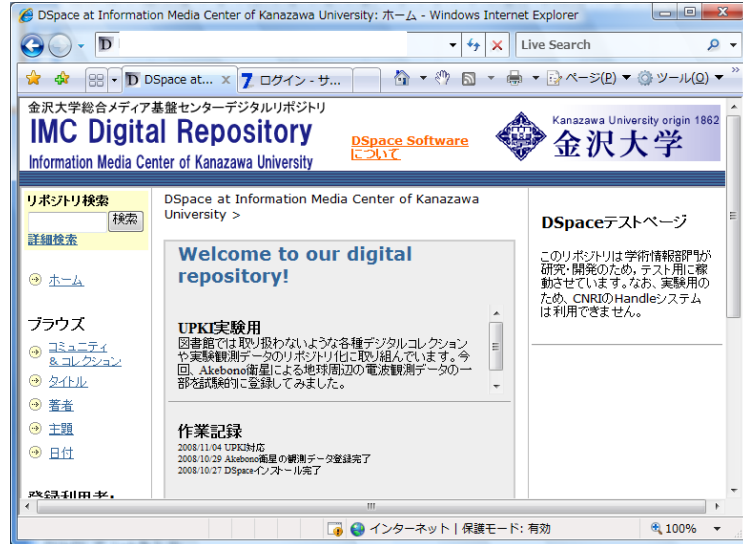 DSpace at Information Media Center of Kanazawa University: ホーム - Windows Internet Explorer
Live Search
DSpace at...
ログイン - サ...
ページ(P)
ツール(O)
金沢大学総合メディア基盤センターデジタルリポジトリ
IMC Digital Repository
Information Media Center of Kanazawa University
DSpace Software
について
Kanazawa University origin 1862
金沢大学
リポジトリ検索
検索
詳細検索
ホーム
ブラウズ
コミュニティ
& コレクション
タイトル
著者
主題
日付
登録利用者・
DSpace at Information Media Center of Kanazawa
University >
Welcome to our digital
repository!
UPKI実験用
図書館では取り扱わないような各種デジタルコレクション
や実験観測データのリポジトリ化に取り組んでいます。今
回、Akebono衛星による地球周辺の電波観測データの一
部を試験的に登録してみました。
作業記録
2008/11/04 UPKI対応
2008/10/29 Akebono衛星の観測データ登録完了
2008/10/27 DSpaceインストール完了
DSpaceテストページ
このリポジトリは学術情報部門が
研究・開発のため，テスト用に稼
動させています。なお、実験用の
ため、CNRIのHandleシステム
は利用できません。
インターネット | 保護モード: 有効
100%